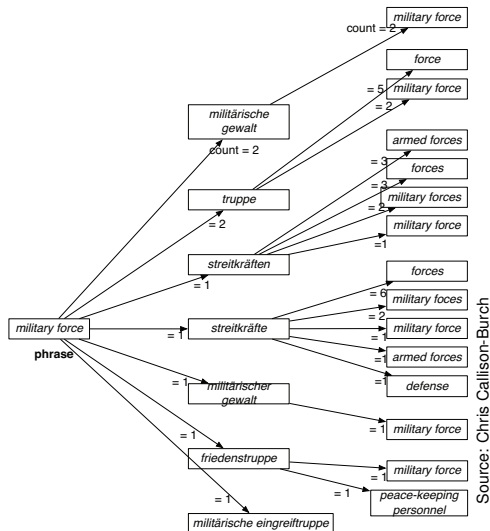 military force
count = 2
force
= 5
military force
= 2
militärische
gewalt
count = 2
armed forces
= 3
forces
= 3
truppe
= 2
military forces
= 2
military force
=1
streitkräften
= 1
forces
= 6
military foces
= 2
military force
phrase
= 1
streitkräfte
military force
=1
armed forces
=1
defense
=1
= 1
militärischer
gewalt
military force
= 1
= 1
friedenstruppe
military force
=1
peace-keeping
personnel
= 1
= 1
militärische eingreiftruppe
Source: Chris Callison-Burch